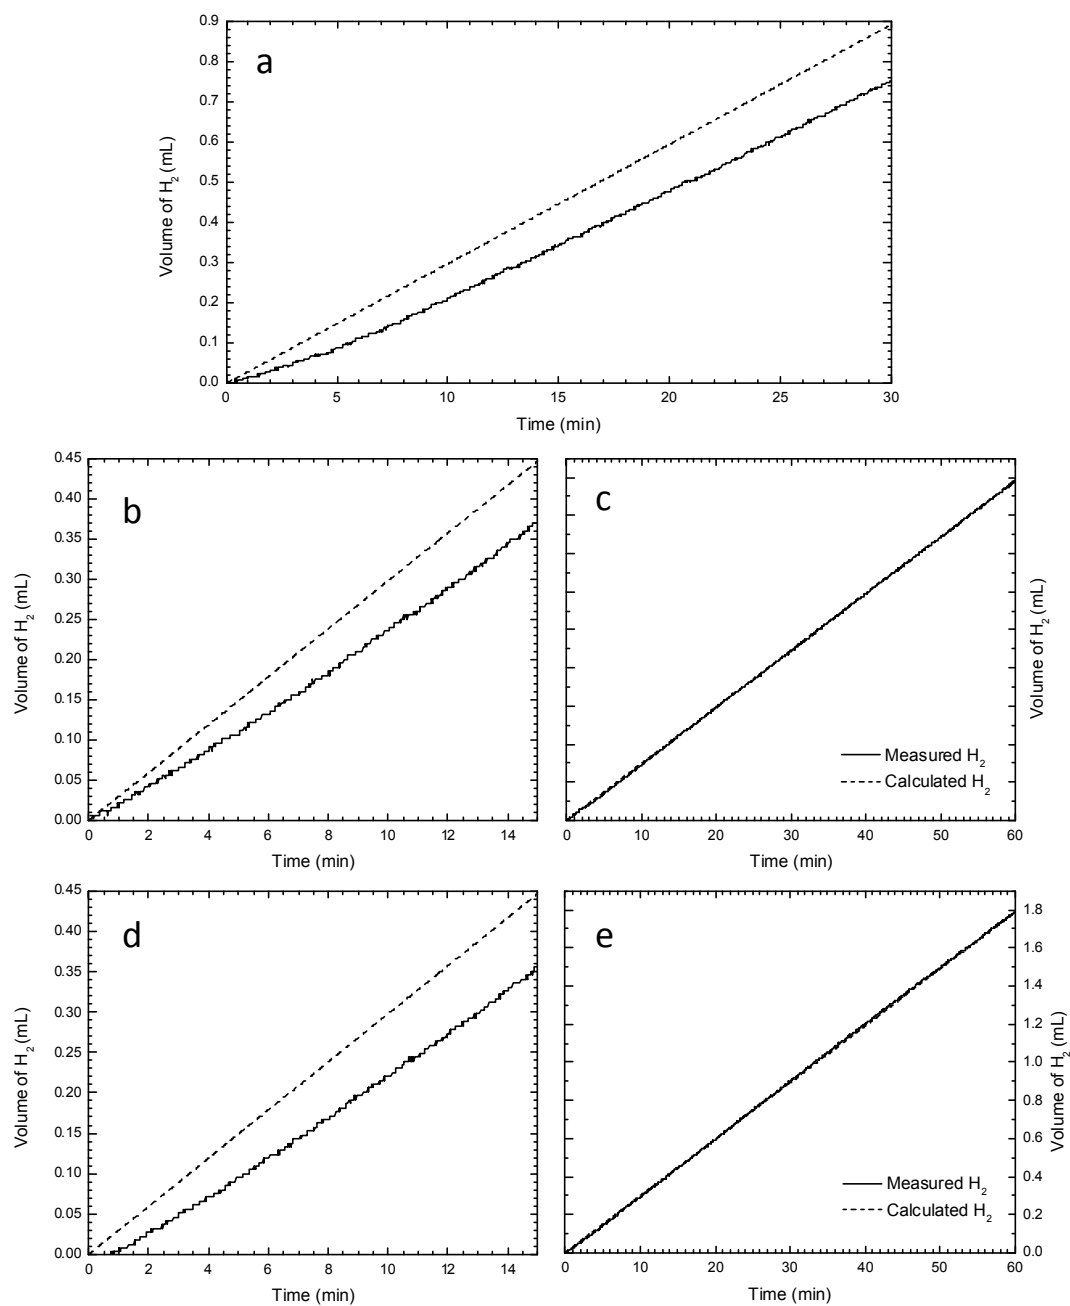 a
0.9
0.8
0.7
0.6
0.5
0.4
0.3
0.2
0.1
0.0
Volume of H2 (mL)
0 5 10 15 20 25 30
Time (min)
b
0.45
0.40
0.35
0.30
0.25
0.20
0.15
0.10
0.05
0.00
Volume of H2 (mL)
0 2 4 6 8 10 12 14
Time (min)
c
Volume of H2 (mL)
Measured H2
Calculated H2
0 10 20 30 40 50 60
Time (min)
d
0.45
0.40
0.35
0.30
0.25
0.20
0.15
0.10
0.05
0.00
Volume of H2 (mL)
0 2 4 6 8 10 12 14
Time (min)
e
1.8
1.6
1.4
1.2
1.0
0.8
0.6
0.4
0.2
0.0
Volume of H2 (mL)
Measured H2
Calculated H2
0 10 20 30 40 50 60
Time (min)